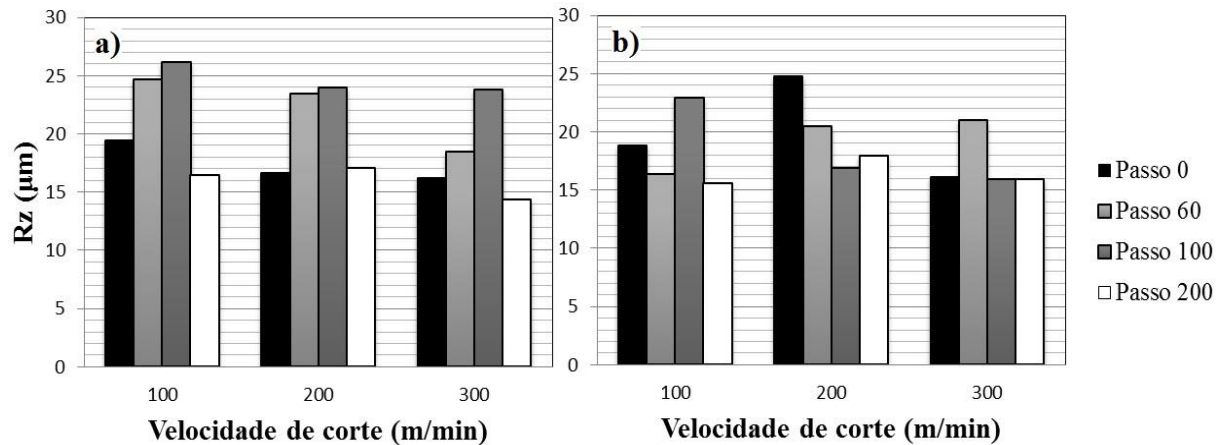 a)
30
25
20
15
10
5
0
Rz (µm)
100 200 300
Velocidade de corte (m/min)
b)
30
25
20
15
10
5
0
100 200 300
Velocidade de corte (m/min)
Passo 0
Passo 60
Passo 100
Passo 200